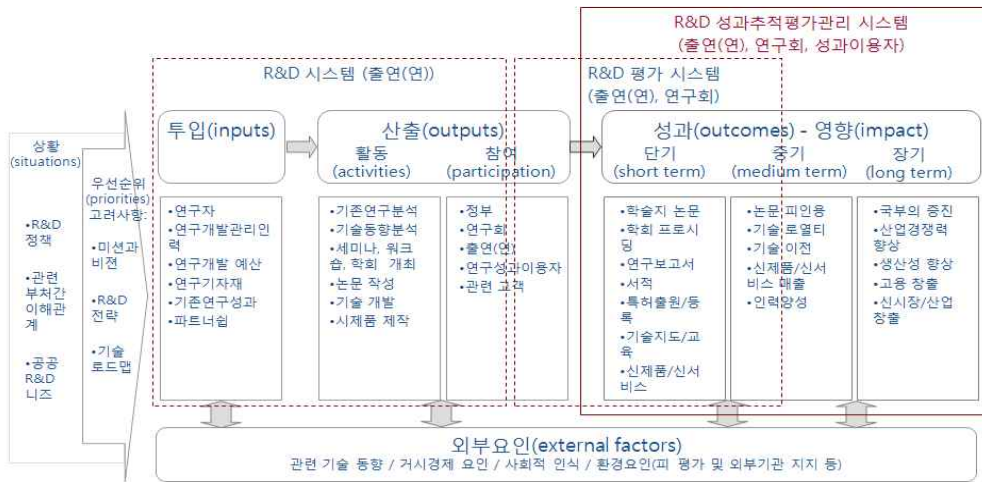 R&D 성과추적평가관리 시스템
(출연(연), 연구회, 성과이용자)
R&D 시스템 (출연(연))
R&D 평가 시스템
(출연(연), 연구회)
상황
(situations)
•R&D
정책
•관련
부처간
이해관
계
•공공
R&D
니즈
우선순위
(priorities)
고려사항:
•미션과
비젼
•R&D
전략
•기술
로드맵
투입(inputs)
•연구자
•연구개발관리인
력
•연구개발 예산
•연구기자재
•기존연구성과
•파트너쉽
산출(outputs)
활동
(activities)
•기존연구분석
•기술동향분석
•세미나, 워크
숍, 학회 개최
•논문 작성
•기술 개발
•시제품 제작
참여
(participation)
•정부
•연구회
•출연(연)
•연구성과이용자
•관련 고객
성과(outcomes) - 영향(impact)
단기
(short term)
•학술지 논문
•학회 프로시
딩
•연구보고서
•서적
•특허출원/등
록
•기술지도/교
육
•신제품/신서
비스
중기
(medium term)
•논문 피인용
•기술 로열티
•기술 이전
•신제품/신서
비스 매출
•인력양성
장기
(long term)
•국부의 증진
•산업경쟁력
향상
•생산성 향상
•고용 창출
•신시장/산업
창출
외부요인(external factors)
관련 기술 동향 / 거시경제 요인 / 사회적 인식 / 환경요인(피 평가 및 외부기관 지지 등)